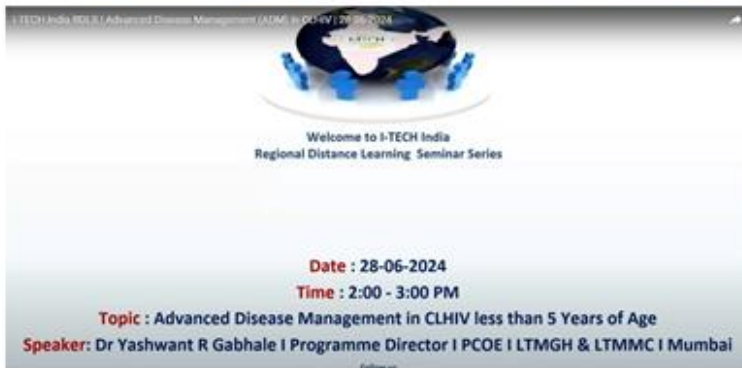 I-TECH India RDLS I Advanced Disease Management (ADM) in CLHIV | 28-06-2024
I-TECH
Welcome to I-TECH India
Regional Distance Learning Seminar Series
Date : 28-06-2024
Time : 2:00 - 3:00 PM
Topic : Advanced Disease Management in CLHIV less than 5 Years of Age
Speaker: Dr Yashwant R Gabhale I Programme Director I PCOE I LTMGH & LTMMC I Mumbai